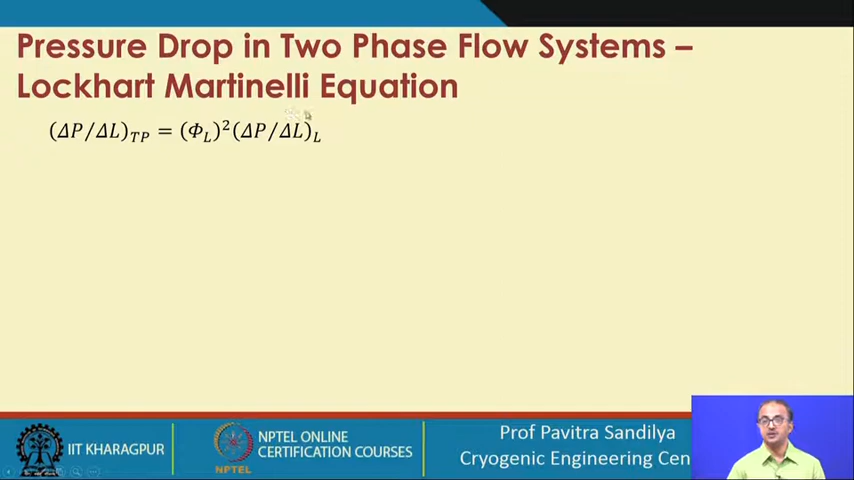 Pressure Drop in Two Phase Flow Systems –
Lockhart Martinelli Equation
(ΔP/ΔL)_TP = (Φ_L)²(ΔP/ΔL)_L
IIT KHARAGPUR
NPTEL
NPTEL ONLINE
CERTIFICATION COURSES
Prof Pavitra Sandilya
Cryogenic Engineering Cen